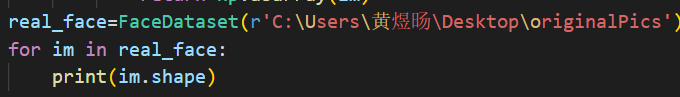 real_face=FaceDataset(r'C:\Users\黄煜旸\Desktop\originalPics')
for im in real_face:
    print(im.shape)